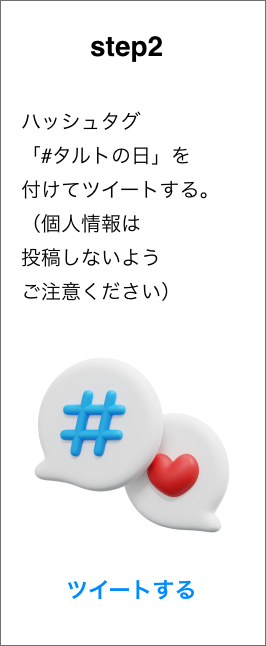 step2
ハッシュタグ
「#タルトの日」を
付けてツイートする。
（個人情報は
投稿しないよう
ご注意ください）
#
ツイートする